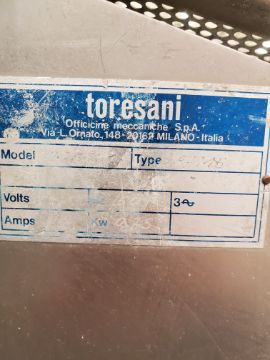 toresani
Officine meccaniche S.p.A.
Via L. Ornato, 148-20162 MILANO-Italia
Model Type
Volts 3~
Amps Kw